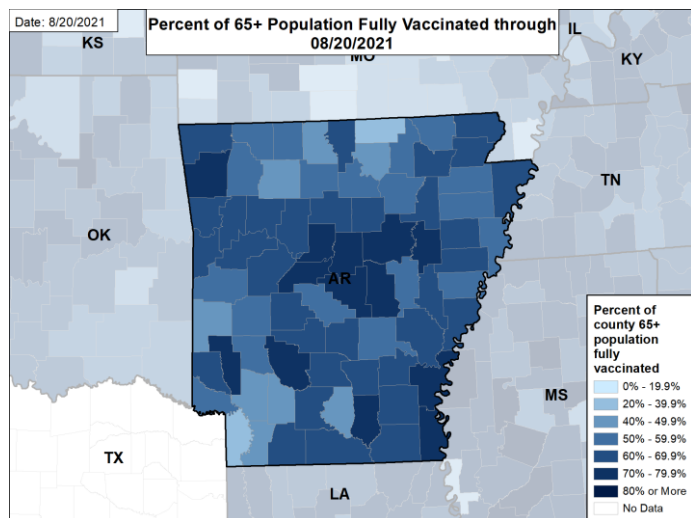 Date: 8/20/2021
Percent of 65+ Population Fully Vaccinated through
08/20/2021
IL
KS
MO
KY
TN
OK
AR
MS
TX
LA
Percent of
county 65+
population
fully
vaccinated
0% - 19.9%
20% - 39.9%
40% - 49.9%
50% - 59.9%
60% - 69.9%
70% - 79.9%
80% or More
No Data